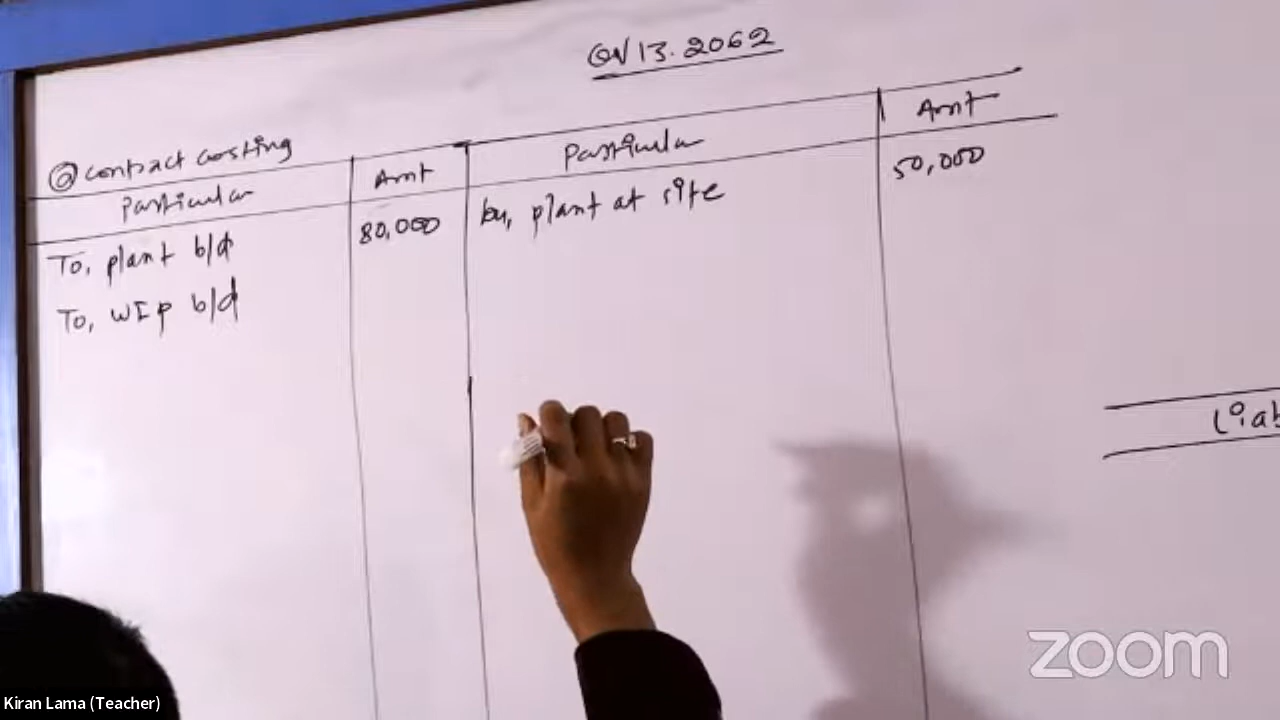 QN 13. 2062
@ contract costing
Particular Amt Particular Amt
To, plant b/d 80,000 by, plant at site 50,000
To, WIP b/d
Liab
zoom
Kiran Lama (Teacher)